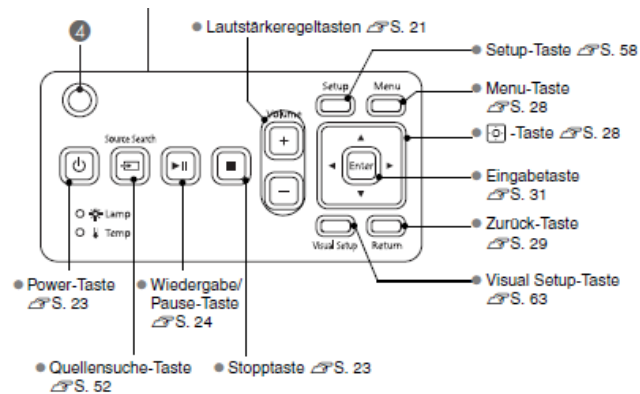 4
Lautstärkeregeltasten S. 21
Setup-Taste S. 58
Menu-Taste
S. 28
-Taste S. 28
Eingabetaste
S. 31
Zurück-Taste
S. 29
Visual Setup-Taste
S. 63
Setup
Menu
Volume
+
−
Source Search
Enter
Lamp
Temp
Visual Setup
Return
Power-Taste
S. 23
Wiedergabe/
Pause-Taste
S. 24
Quellensuche-Taste
S. 52
Stopptaste S. 23